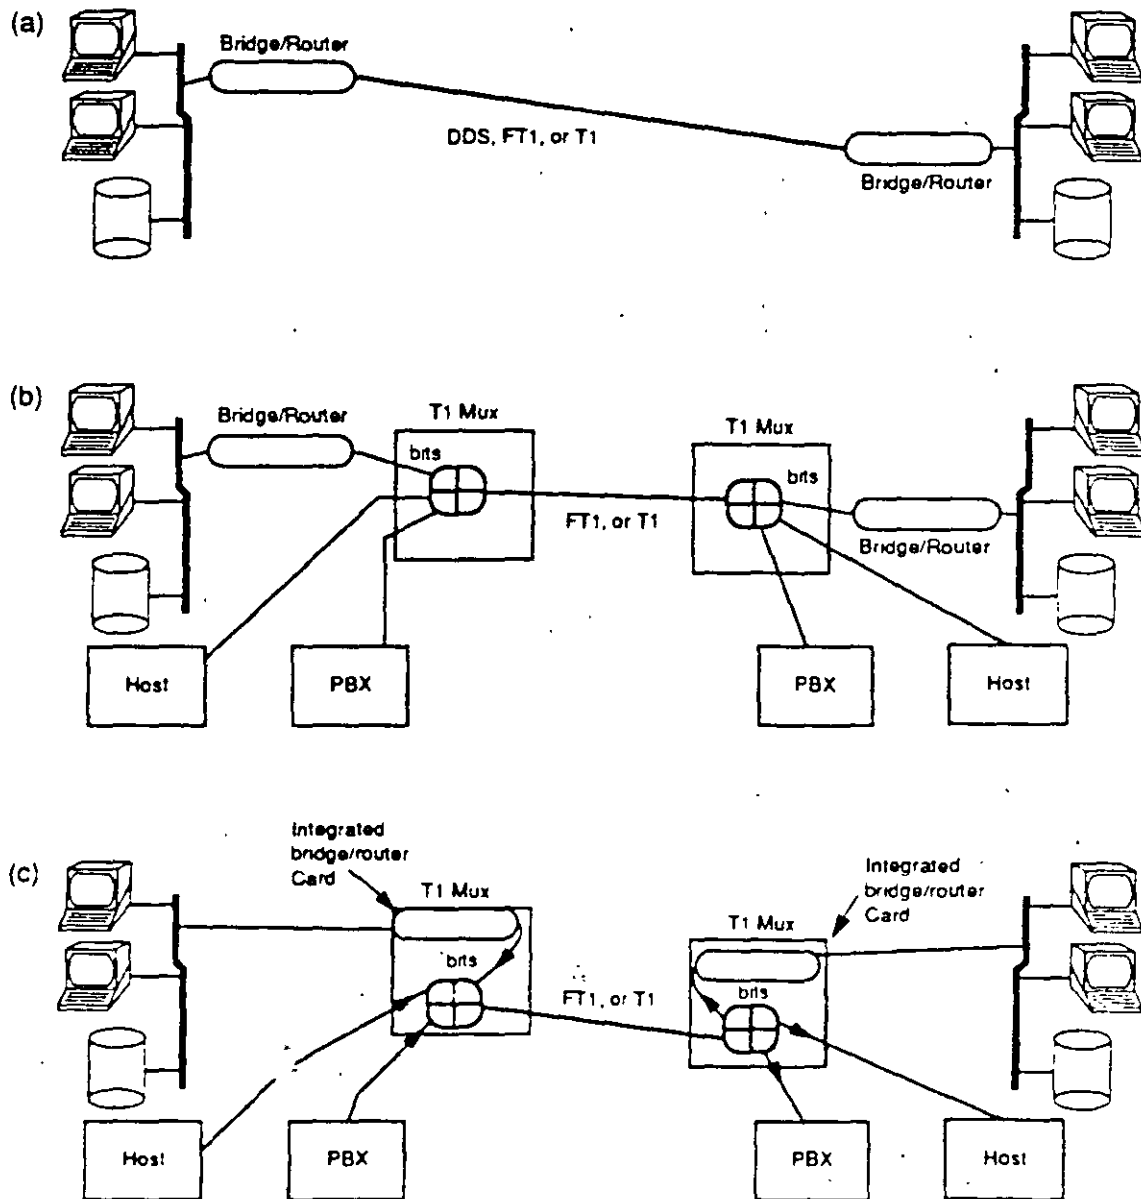 (a)
Bridge/Router
DDS, FT1, or T1
Bridge/Router
(b)
Bridge/Router
T1 Mux
bits
FT1, or T1
T1 Mux
bits
Bridge/Router
Host
PBX
PBX
Host
(c)
Integrated
bridge/router
Card
T1 Mux
bits
FT1, or T1
Integrated
bridge/router
Card
T1 Mux
bits
Host
PBX
PBX
Host